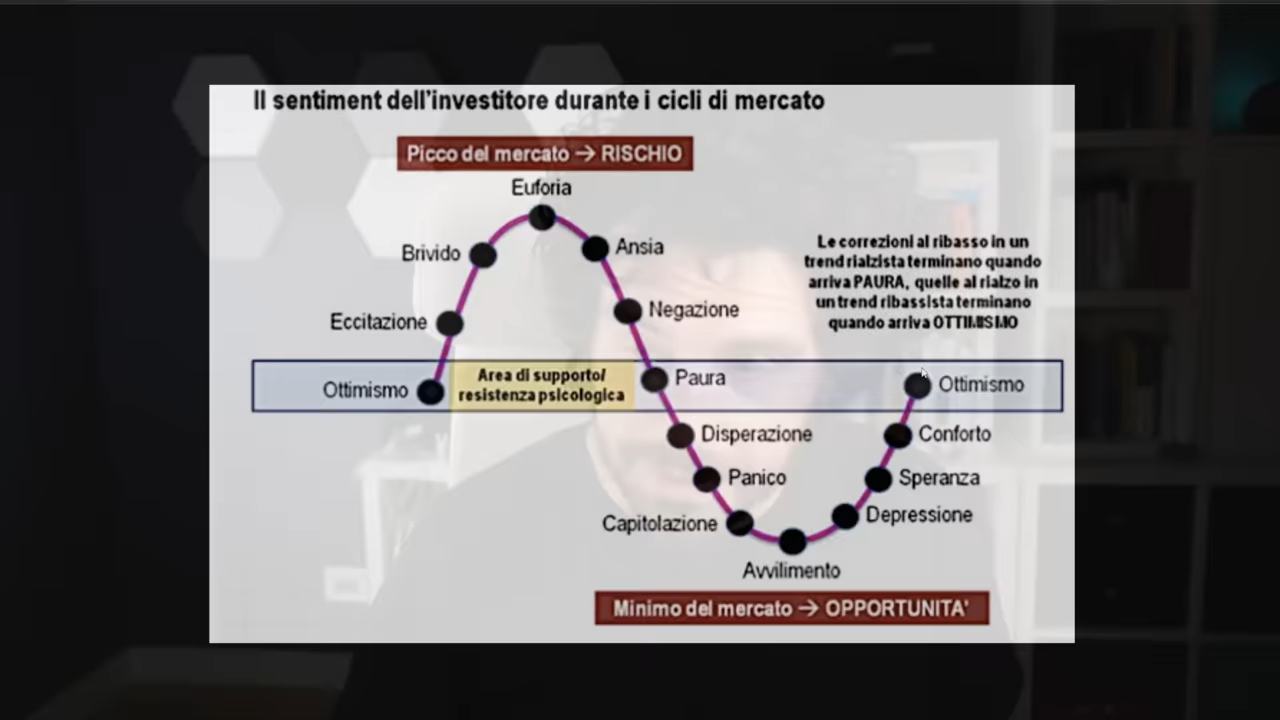 Il sentiment dell'investitore durante i cicli di mercato
Picco del mercato → RISCHIO
Euforia
Brivido
Ansia
Eccitazione
Negazione
Le correzioni al ribasso in un
trend rialzista terminano quando
arriva PAURA, quelle al rialzo in
un trend ribassista terminano
quando arriva OTTIMISMO
Ottimismo
Area di supporto/
resistenza psicologica
Paura
Ottimismo
Disperazione
Conforto
Panico
Speranza
Capitolazione
Depressione
Avvilimento
Minimo del mercato → OPPORTUNITA'